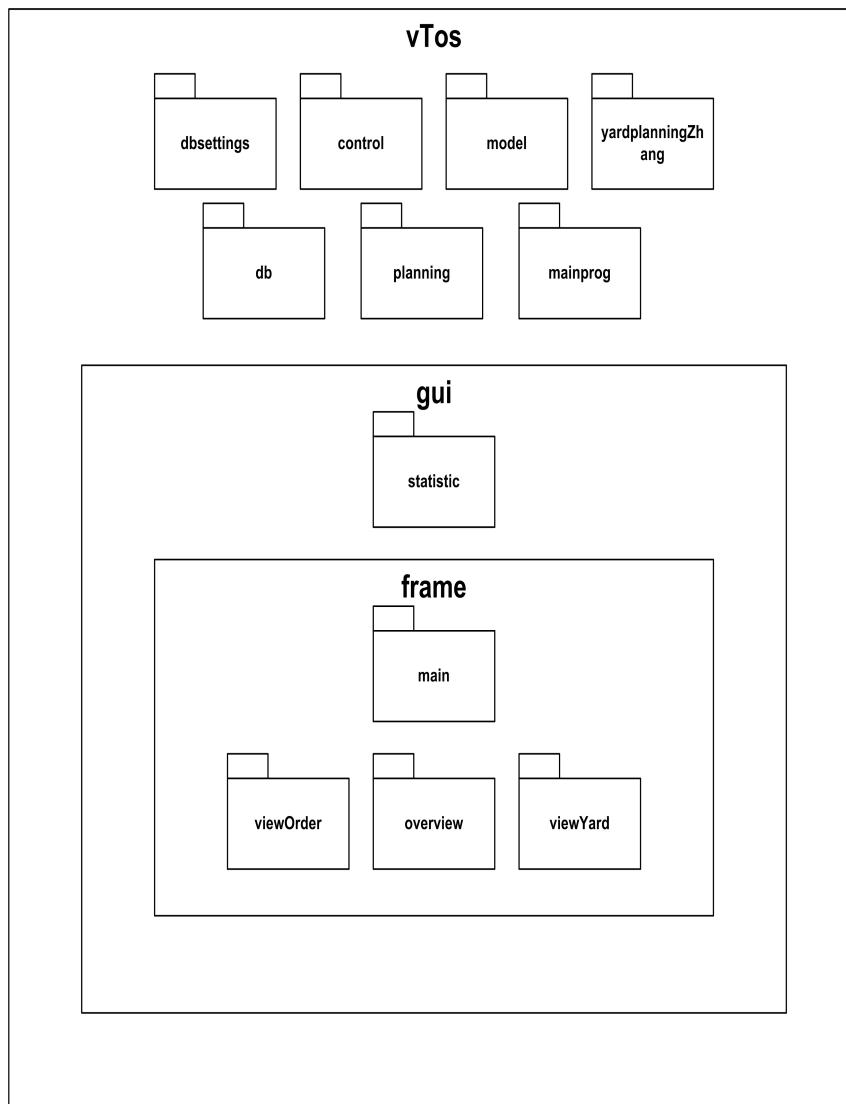 vTos
dbsettings
control
model
yardplanningZh
ang
db
planning
mainprog
gui
statistic
frame
main
viewOrder
overview
viewYard